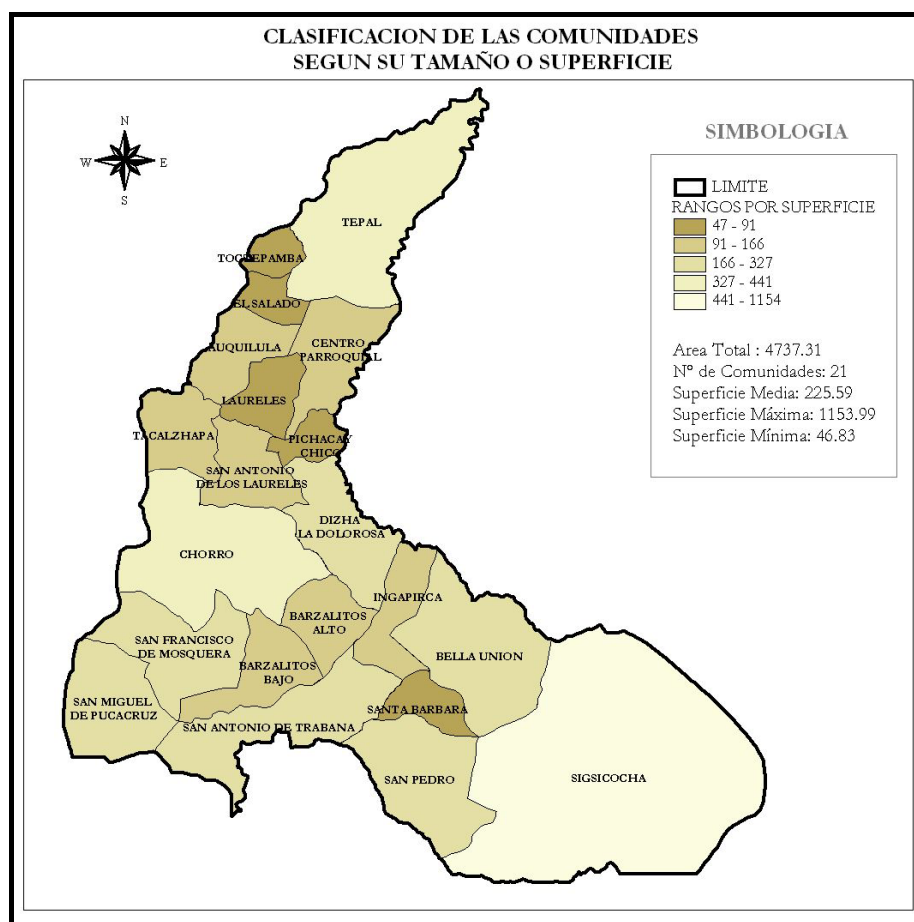 CLASIFICACION DE LAS COMUNIDADES
SEGUN SU TAMAÑO O SUPERFICIE
N
W
E
S
SIMBOLOGIA
LIMITE
RANGOS POR SUPERFICIE
47 - 91
91 - 166
166 - 327
327 - 441
441 - 1154
Area Total : 4737.31
Nº de Comunidades: 21
Superficie Media: 225.59
Superficie Máxima: 1153.99
Superficie Mínima: 46.83
TEPAL
EL SALADO
CENTRO
PARROQUIAL
LAURELES
TACALZHAPA
PICHACAY
CHICO
SAN ANTONIO
DE LOS LAURELES
DIZHA
LA DOLOROSA
CHORRO
INGAPIRCA
BARZALITOS
ALTO
SAN FRANCISCO
DE MOSQUERA
BELLA UNION
BARZALITOS
BAJO
SAN MIGUEL
DE PUCACRUZ
SANTA BARBARA
SAN ANTONIO DE TRABANA
SAN PEDRO
SIGSICOCHA